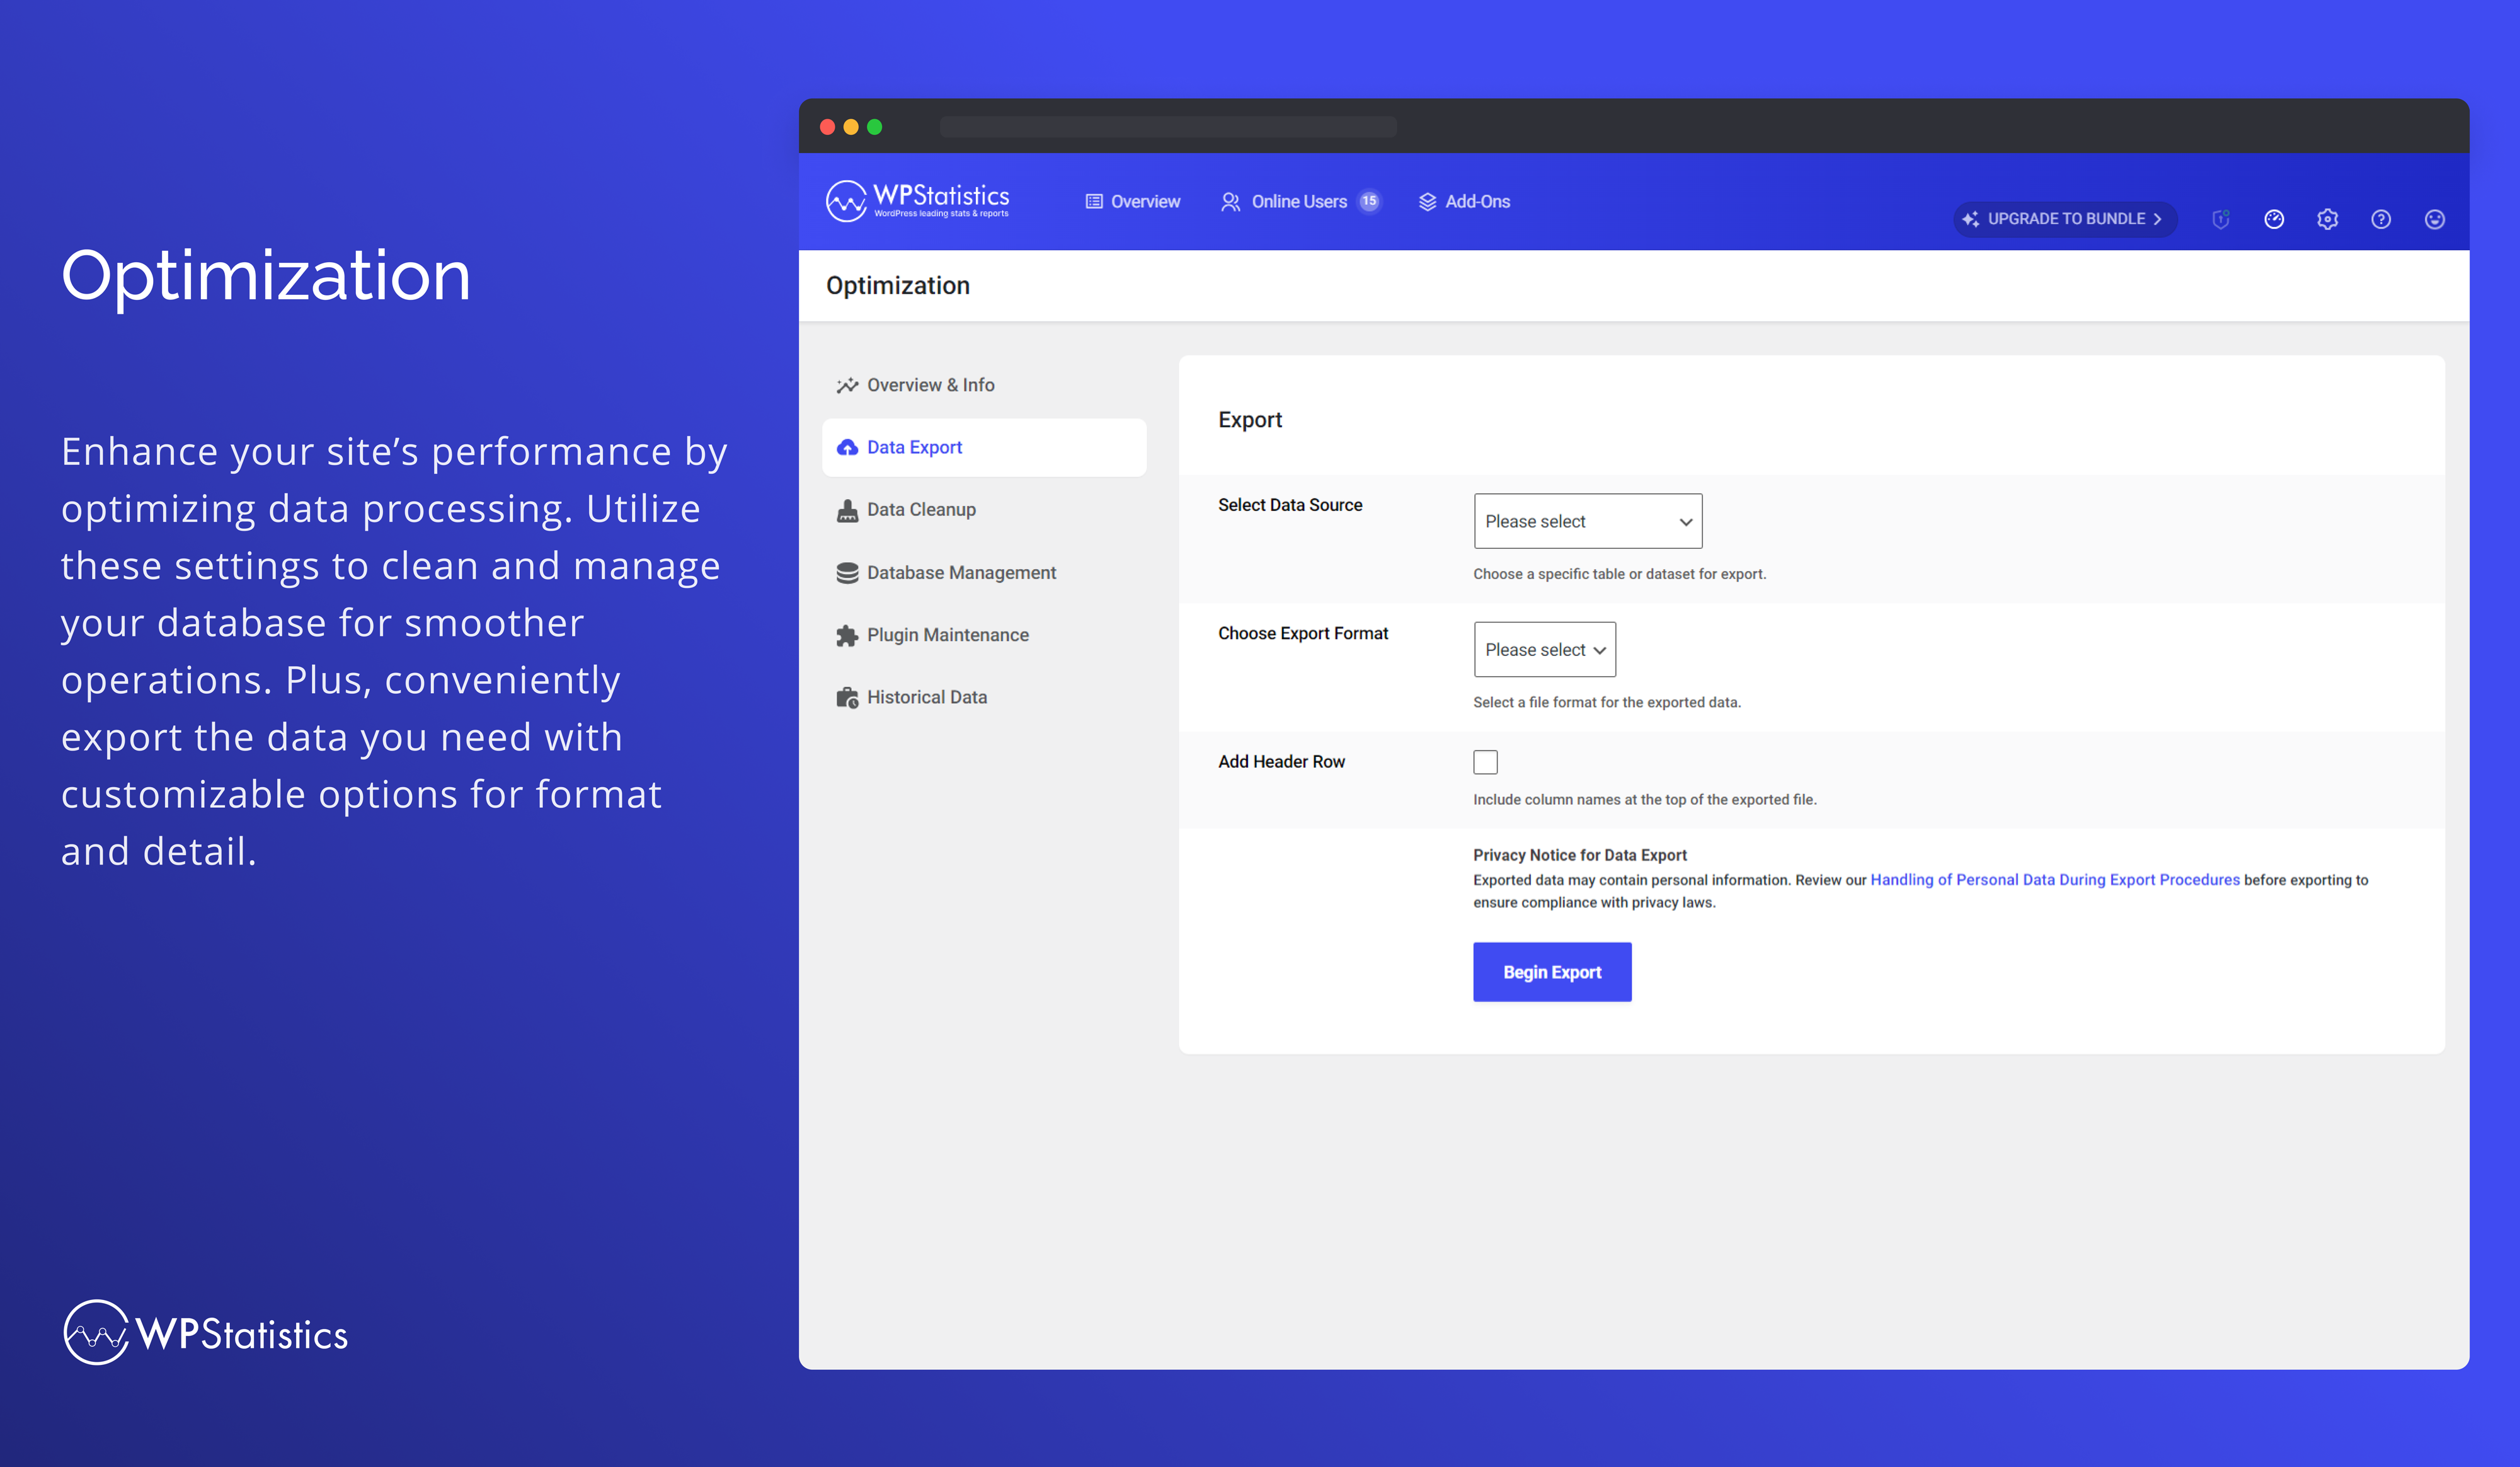 Optimization
Enhance your site’s performance by
optimizing data processing. Utilize
these settings to clean and manage
your database for smoother
operations. Plus, conveniently
export the data you need with
customizable options for format
and detail.
WPStatistics
WPStatistics
WordPress leading stats & reports
Overview
Online Users 15
Add-Ons
UPGRADE TO BUNDLE
Optimization
Overview & Info
Data Export
Data Cleanup
Database Management
Plugin Maintenance
Historical Data
Export
Select Data Source
Please select
Choose a specific table or dataset for export.
Choose Export Format
Please select
Select a file format for the exported data.
Add Header Row
Include column names at the top of the exported file.
Privacy Notice for Data Export
Exported data may contain personal information. Review our Handling of Personal Data During Export Procedures before exporting to
ensure compliance with privacy laws.
Begin Export